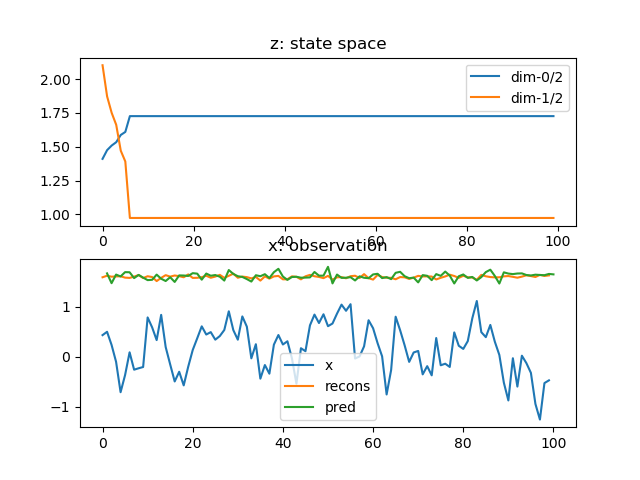 z: state space
2.00
1.75
1.50
1.25
1.00
dim-0/2
dim-1/2
0 20 40 60 80 100
x: observation
1
0
−1
x
recons
pred
0 20 40 60 80 100